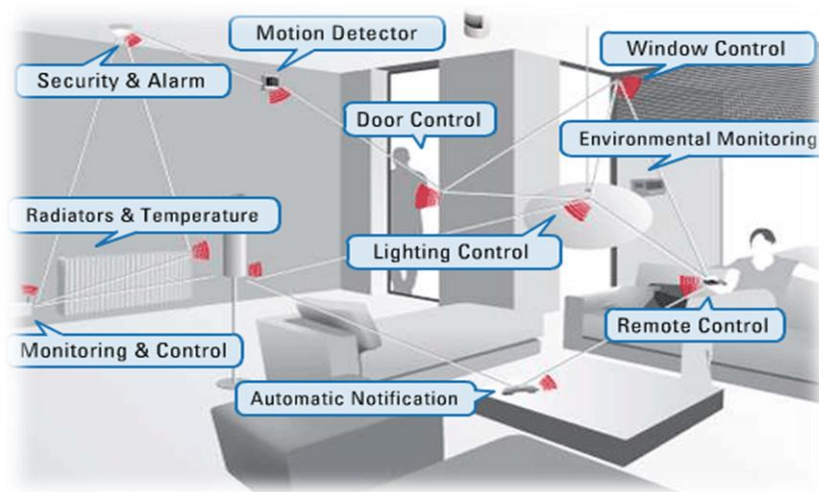 Motion Detector
Window Control
Security & Alarm
Door Control
Environmental Monitoring
Radiators & Temperature
Lighting Control
Remote Control
Monitoring & Control
Automatic Notification